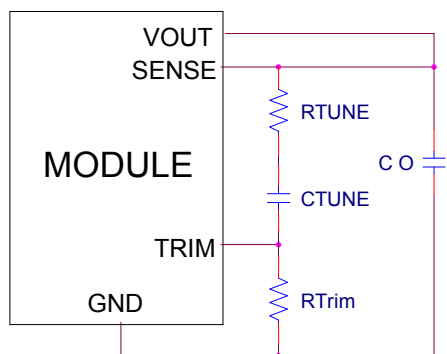 VOUT
SENSE
RTUNE
MODULE
C O
CTUNE
TRIM
GND
RTrim